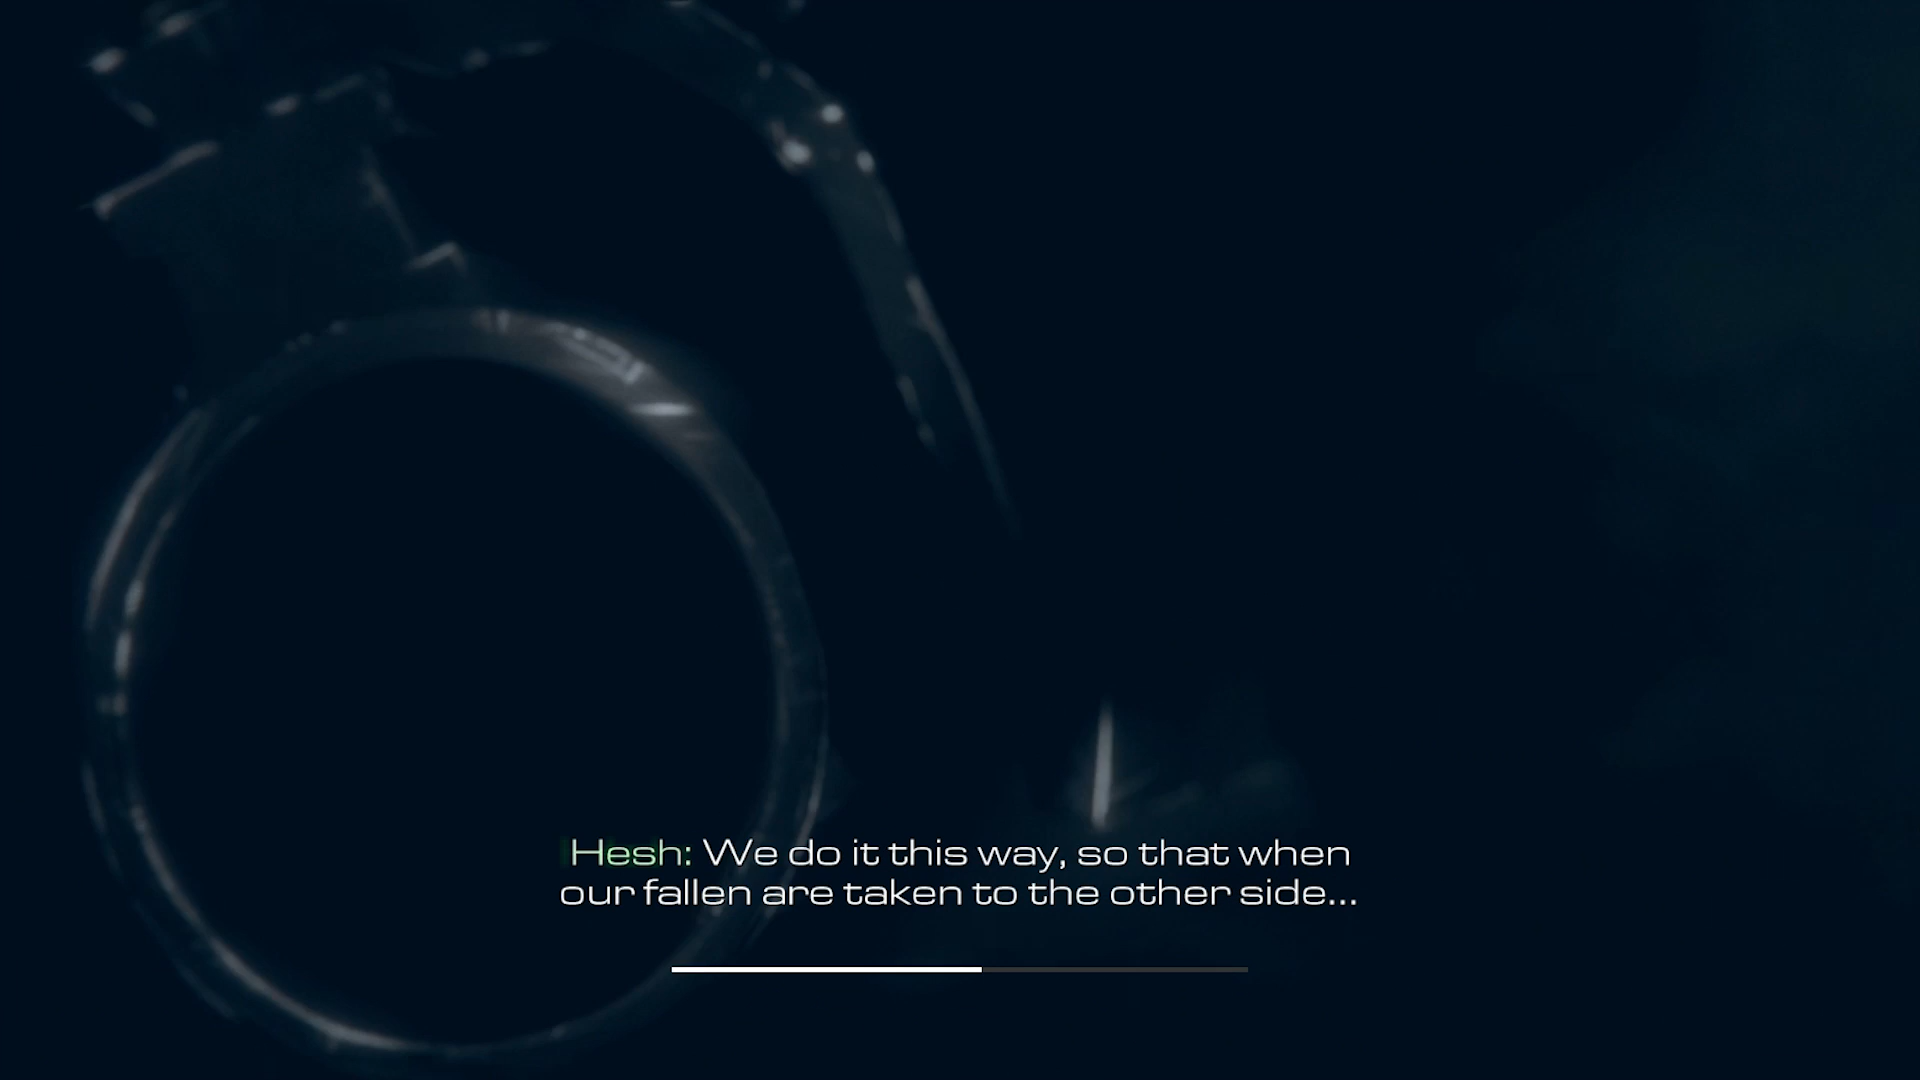 Hesh: We do it this way, so that when
our fallen are taken to the other side...